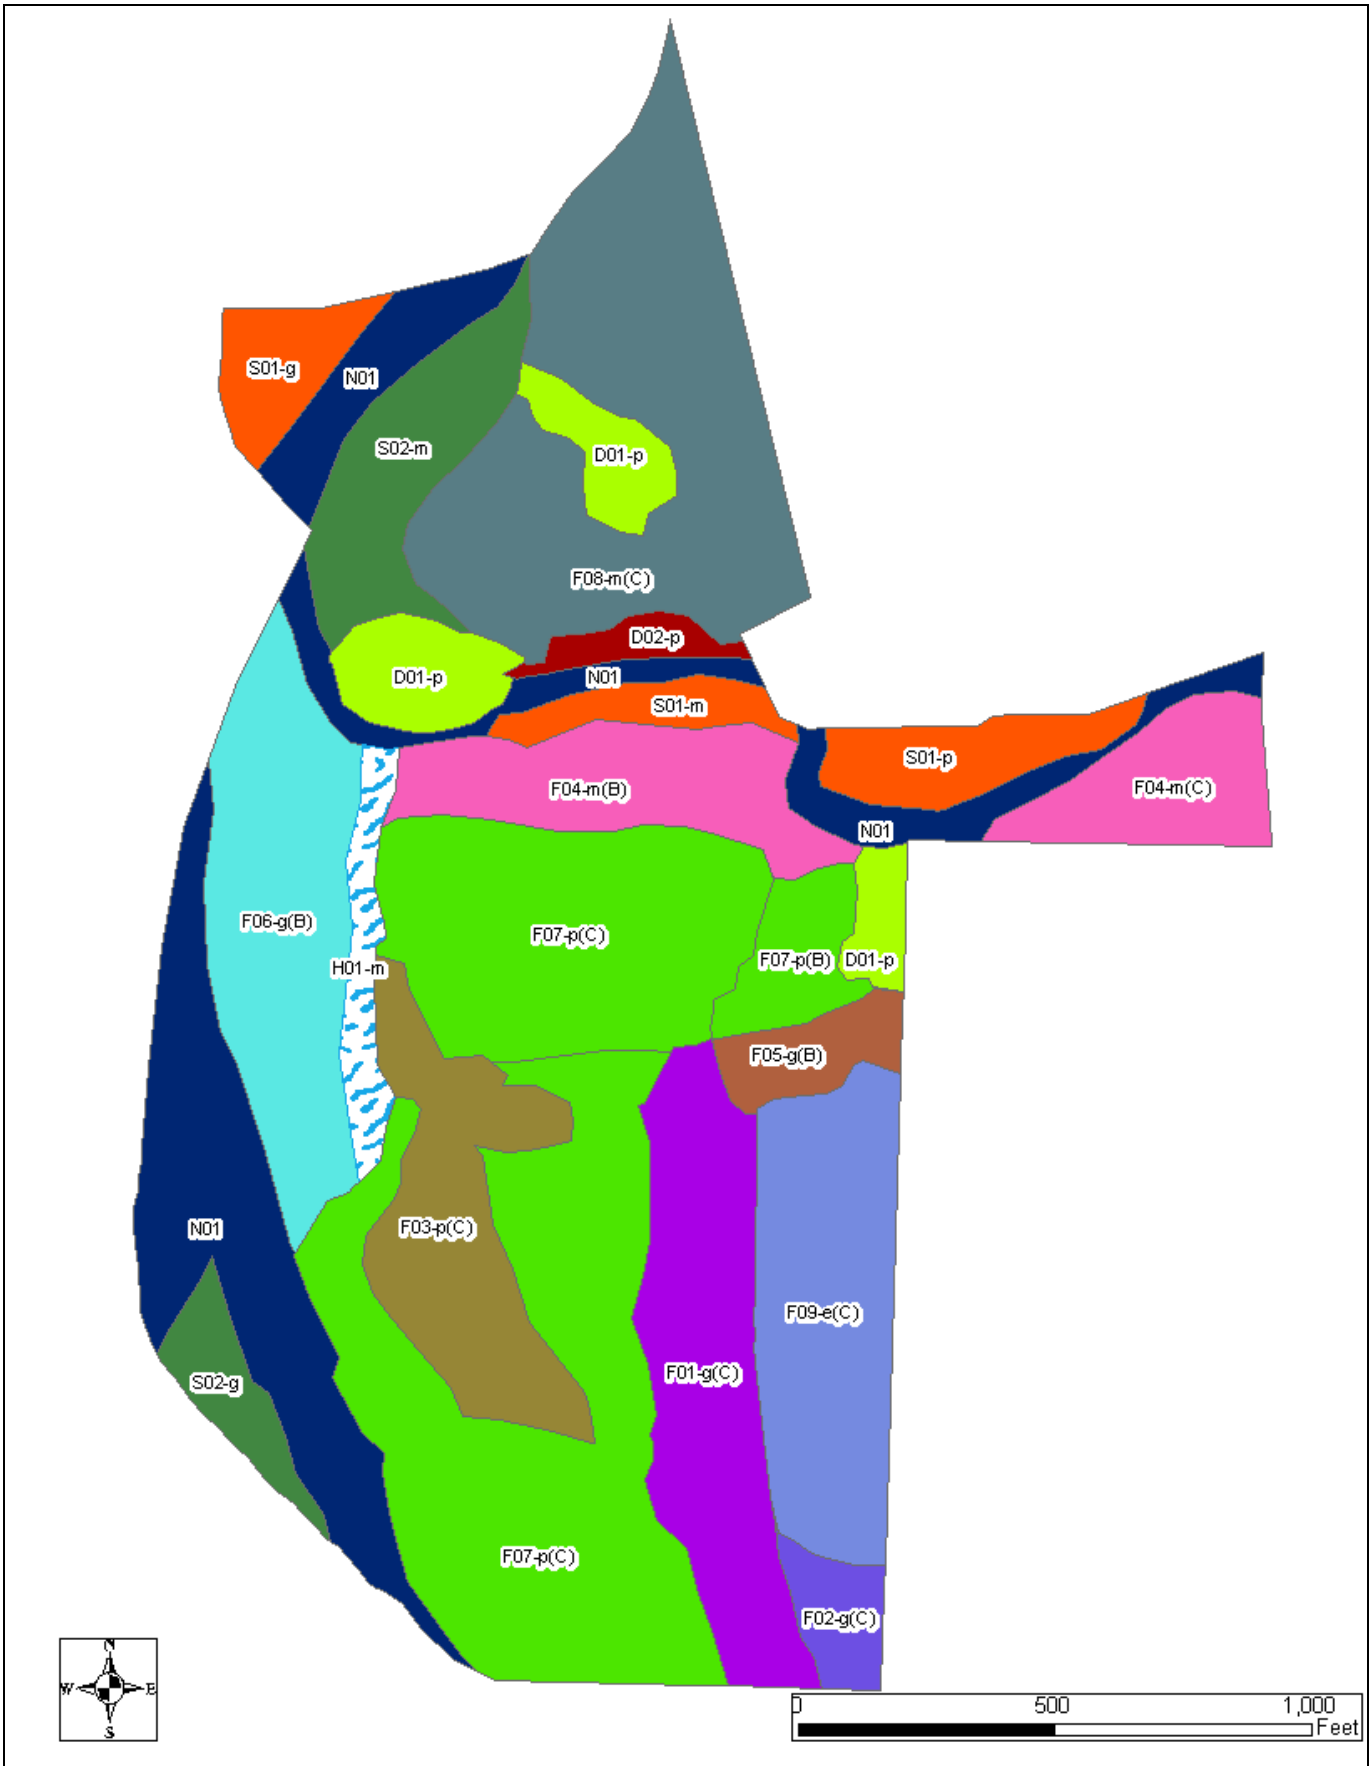 S01-g
N01
S02-m
D01-p
F08-m(C)
D02-p
D01-p
N01
S01-m
S01-p
F04-m(B)
F04-m(C)
N01
F06-g(B)
F07-p(C)
F07-p(B)
D01-p
H01-m
F05-g(B)
N01
F03-p(C)
F09-e(C)
F01-g(C)
S02-g
F07-p(C)
F02-g(C)
N
W E
S
0 500 1,000
Feet